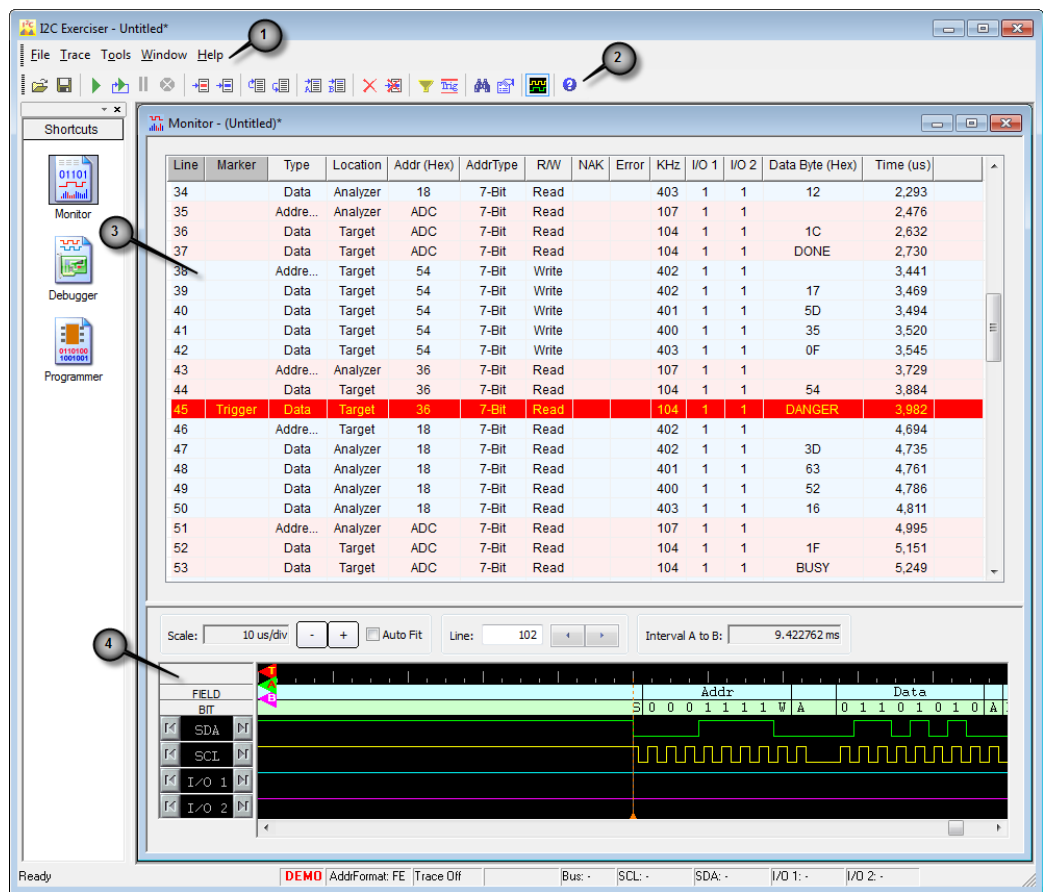 I2C Exerciser - Untitled*
File Trace Tools Window Help
1
2
Shortcuts
Monitor
Debugger
Programmer
3
4
Monitor - (Untitled)*
Line Marker Type Location Addr (Hex) AddrType R/W NAK Error KHz I/O 1 I/O 2 Data Byte (Hex) Time (us)
34 Data Analyzer 18 7-Bit Read 403 1 1 12 2,293
35 Addre... Analyzer ADC 7-Bit Read 107 1 1 2,476
36 Data Target ADC 7-Bit Read 104 1 1 1C 2,632
37 Data Target ADC 7-Bit Read 104 1 1 DONE 2,730
38 Addre... Target 54 7-Bit Write 402 1 1 3,441
39 Data Target 54 7-Bit Write 402 1 1 17 3,469
40 Data Target 54 7-Bit Write 401 1 1 5D 3,494
41 Data Target 54 7-Bit Write 400 1 1 35 3,520
42 Data Target 54 7-Bit Write 403 1 1 0F 3,545
43 Addre... Analyzer 36 7-Bit Read 107 1 1 3,729
44 Data Target 36 7-Bit Read 104 1 1 54 3,884
45 Trigger Data Target 36 7-Bit Read 104 1 1 DANGER 3,982
46 Addre... Target 18 7-Bit Read 402 1 1 4,694
47 Data Analyzer 18 7-Bit Read 402 1 1 3D 4,735
48 Data Analyzer 18 7-Bit Read 401 1 1 63 4,761
49 Data Analyzer 18 7-Bit Read 400 1 1 52 4,786
50 Data Analyzer 18 7-Bit Read 403 1 1 16 4,811
51 Addre... Analyzer ADC 7-Bit Read 107 1 1 4,995
52 Data Target ADC 7-Bit Read 104 1 1 1F 5,151
53 Data Target ADC 7-Bit Read 104 1 1 BUSY 5,249
Scale: 10 us/div - + Auto Fit Line: 102 Interval A to B: 9.422762 ms
T
A
B
FIELD Addr Data
BIT S 0 0 0 1 1 1 1 W A 0 1 1 0 1 0 1 0 A
SDA
SCL
I/O 1
I/O 2
Ready DEMO AddrFormat: FE Trace Off Bus: - SCL: - SDA: - I/O 1: - I/O 2: -